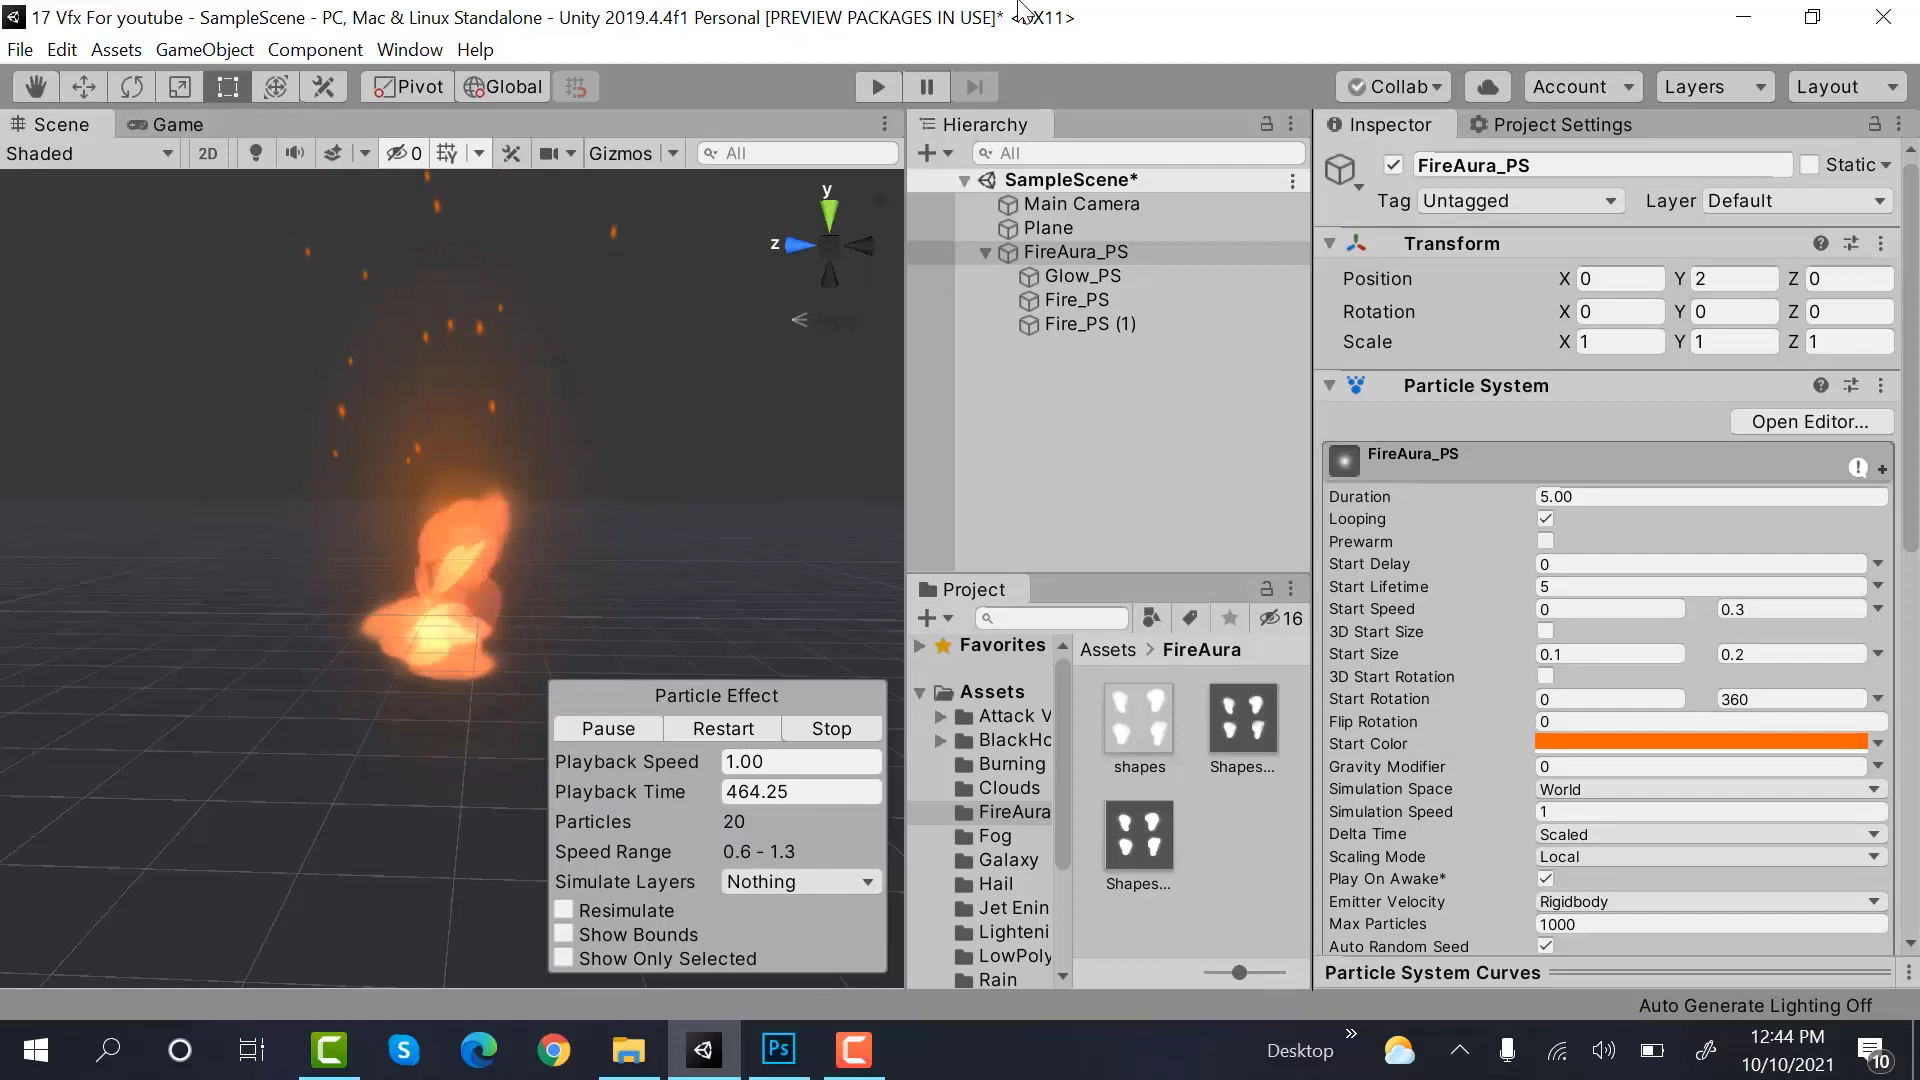 17 Vfx For youtube - SampleScene - PC, Mac & Linux Standalone - Unity 2019.4.4f1 Personal [PREVIEW PACKAGES IN USE]*
File Edit Assets GameObject Component Window Help
Pivot Global Collab Account Layers Layout
Scene Game
Shaded 2D 0 Gizmos All
y
z
Particle Effect
Pause Restart Stop
Playback Speed 1.00
Playback Time 464.25
Particles 20
Speed Range 0.6 - 1.3
Simulate Layers Nothing
Resimulate
Show Bounds
Show Only Selected
Hierarchy
All
SampleScene*
Main Camera
Plane
FireAura_PS
Glow_PS
Fire_PS
Fire_PS (1)
Project
16
Favorites
Assets
Attack V
BlackHo
Burning
Clouds
FireAura
Fog
Galaxy
Hail
Jet Enin
Lighteni
LowPoly
Rain
Assets > FireAura
shapes Shapes...
Shapes...
Inspector Project Settings
FireAura_PS Static
Tag Untagged Layer Default
Transform
Position X 0 Y 2 Z 0
Rotation X 0 Y 0 Z 0
Scale X 1 Y 1 Z 1
Particle System
Open Editor...
FireAura_PS
Duration 5.00
Looping
Prewarm
Start Delay 0
Start Lifetime 5
Start Speed 0 0.3
3D Start Size
Start Size 0.1 0.2
3D Start Rotation
Start Rotation 0 360
Flip Rotation 0
Start Color
Gravity Modifier 0
Simulation Space World
Simulation Speed 1
Delta Time Scaled
Scaling Mode Local
Play On Awake*
Emitter Velocity Rigidbody
Max Particles 1000
Auto Random Seed
Particle System Curves
Auto Generate Lighting Off
Ps
Desktop
12:44 PM
10/10/2021
10